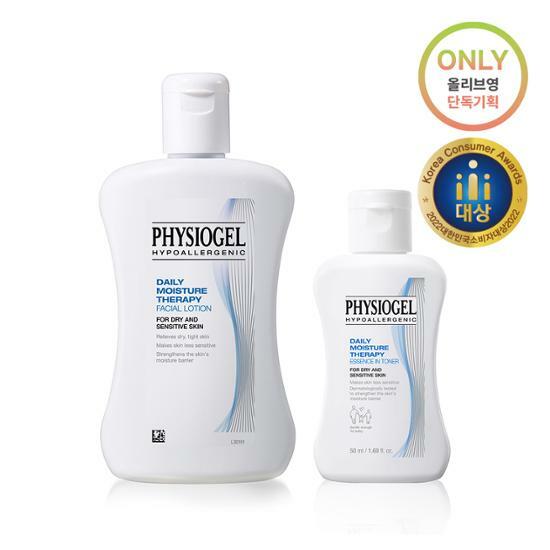 ONLY
올리브영
단독기획
Korea Consumer Awards
대상
2022대한민국소비자대상2022
PHYSIOGEL
HYPOALLERGENIC
DAILY
MOISTURE
THERAPY
FACIAL LOTION
FOR DRY AND
SENSITIVE SKIN
Relieves dry, tight skin
Makes skin less sensitive
Strengthens the skin's
moisture barrier
PHYSIOGEL
HYPOALLERGENIC
DAILY
MOISTURE
THERAPY
ESSENCE IN TONER
FOR DRY AND
SENSITIVE SKIN
Makes skin less sensitive
Dermatologically tested
to strengthen the skin's
moisture barrier
50 ml / 1.69 fl. oz.